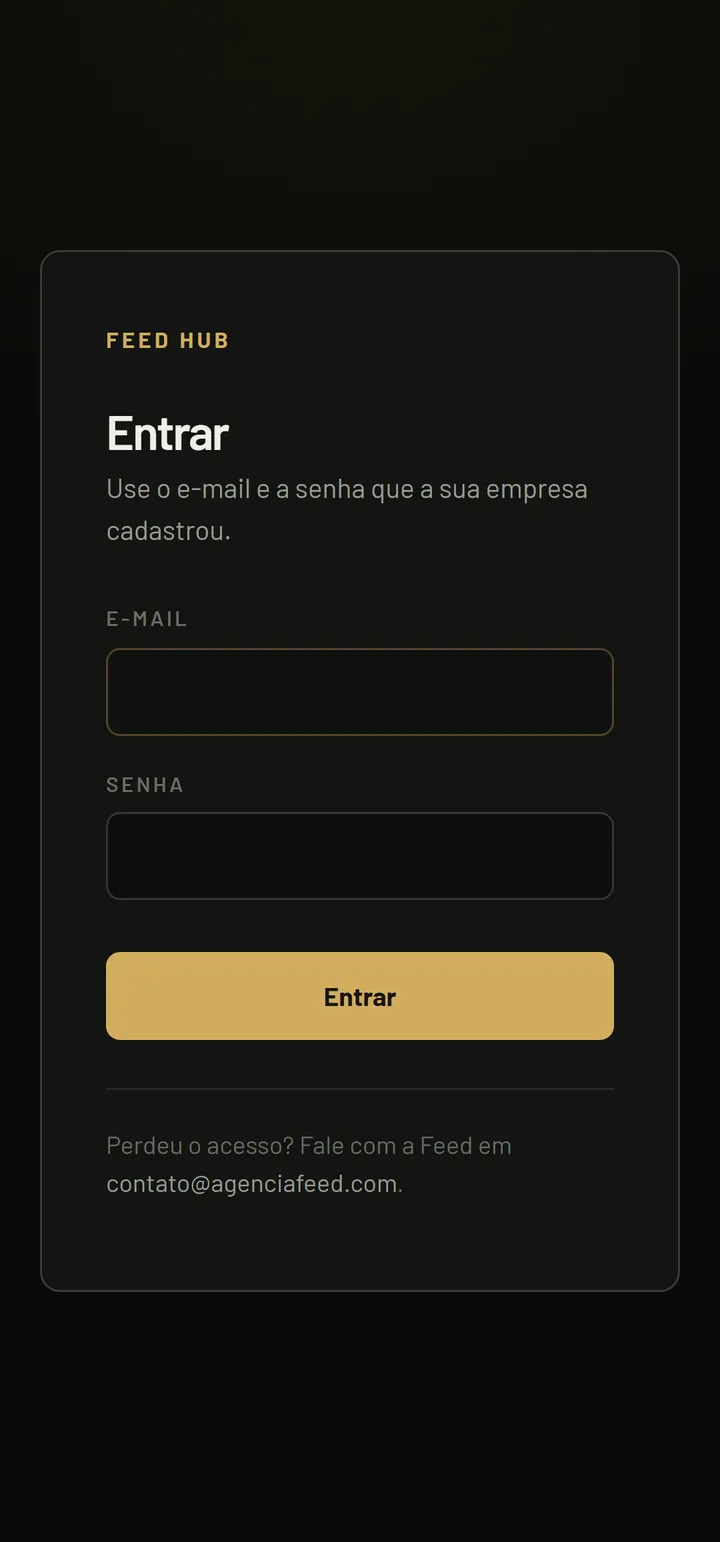 FEED HUB
Entrar
Use o e-mail e a senha que a sua empresa
cadastrou.
E-MAIL
SENHA
Entrar
Perdeu o acesso? Fale com a Feed em
contato@agenciafeed.com.